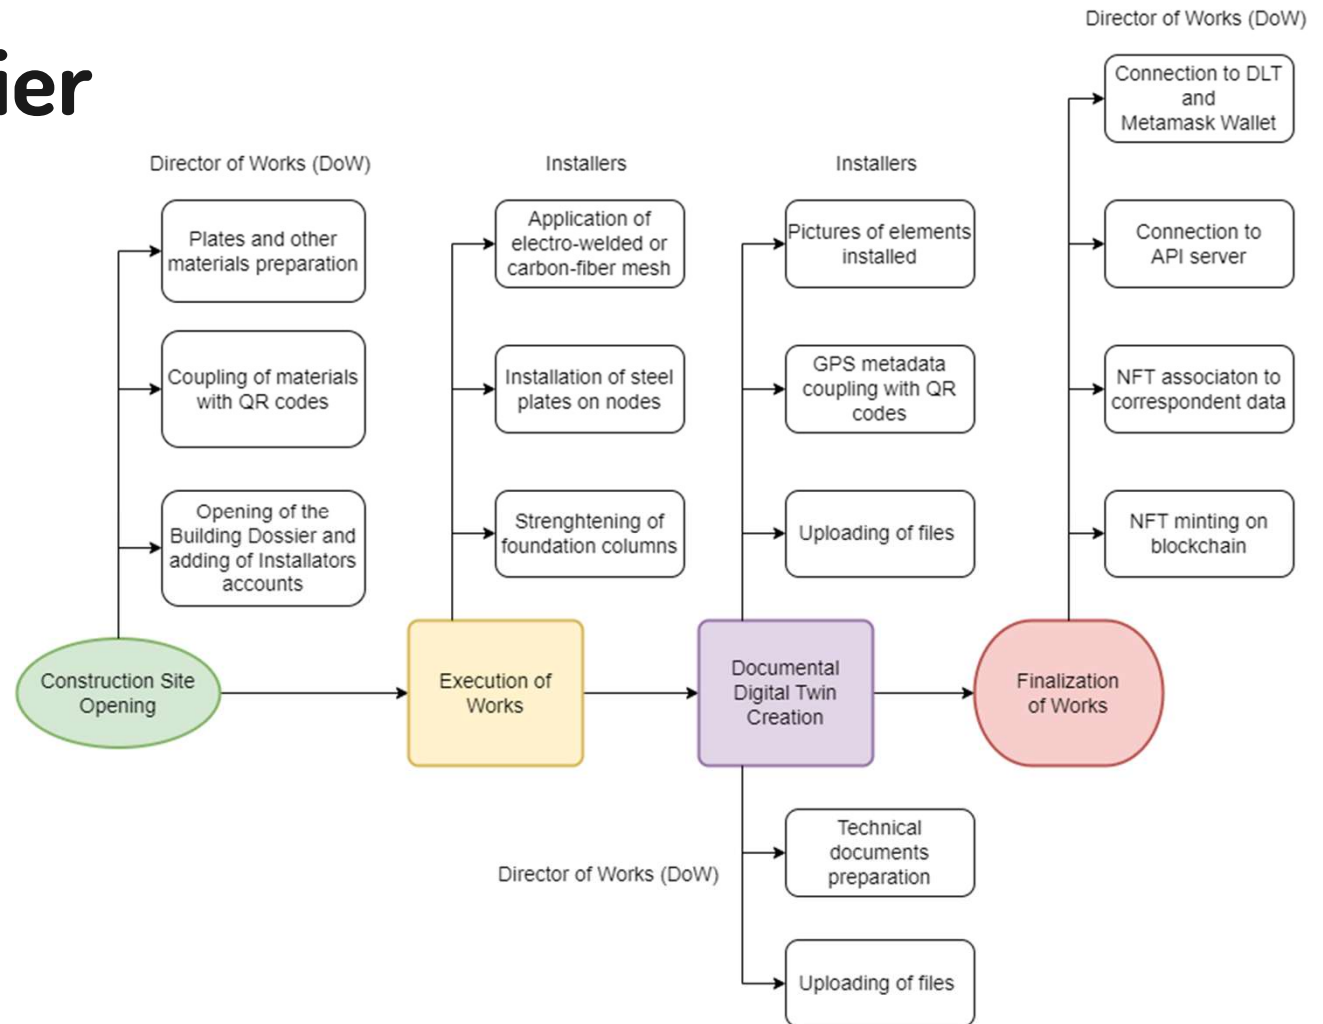 ier
Director of Works (DoW)
Connection to DLT
and
Metamask Wallet
Director of Works (DoW)
Installers
Installers
Plates and other
materials preparation
Application of
electro-welded or
carbon-fiber mesh
Pictures of elements
installed
Connection to
API server
Coupling of materials
with QR codes
Installation of steel
plates on nodes
GPS metadata
coupling with QR
codes
NFT associaton to
correspondent data
Opening of the
Building Dossier and
adding of Installators
accounts
Strenghtening of
foundation columns
Uploading of files
NFT minting on
blockchain
Construction Site
Opening
Execution of
Works
Documental
Digital Twin
Creation
Finalization
of Works
Director of Works (DoW)
Technical
documents
preparation
Uploading of files